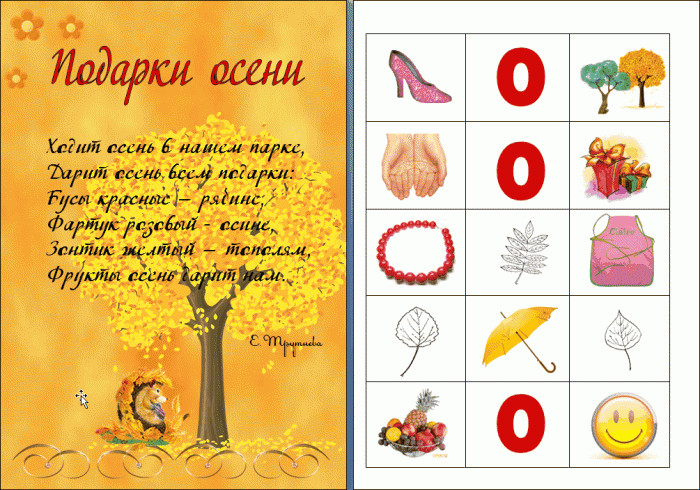 Подарки осени
Ходит осень в нашем парке,
Дарит осень всем подарки:
Бусы красные – рябине,
Фартук розовый - осине,
Зонтик жёлтый – тополям,
Фрукты осень дарит нам.
Е. Трутнева
О
О
О